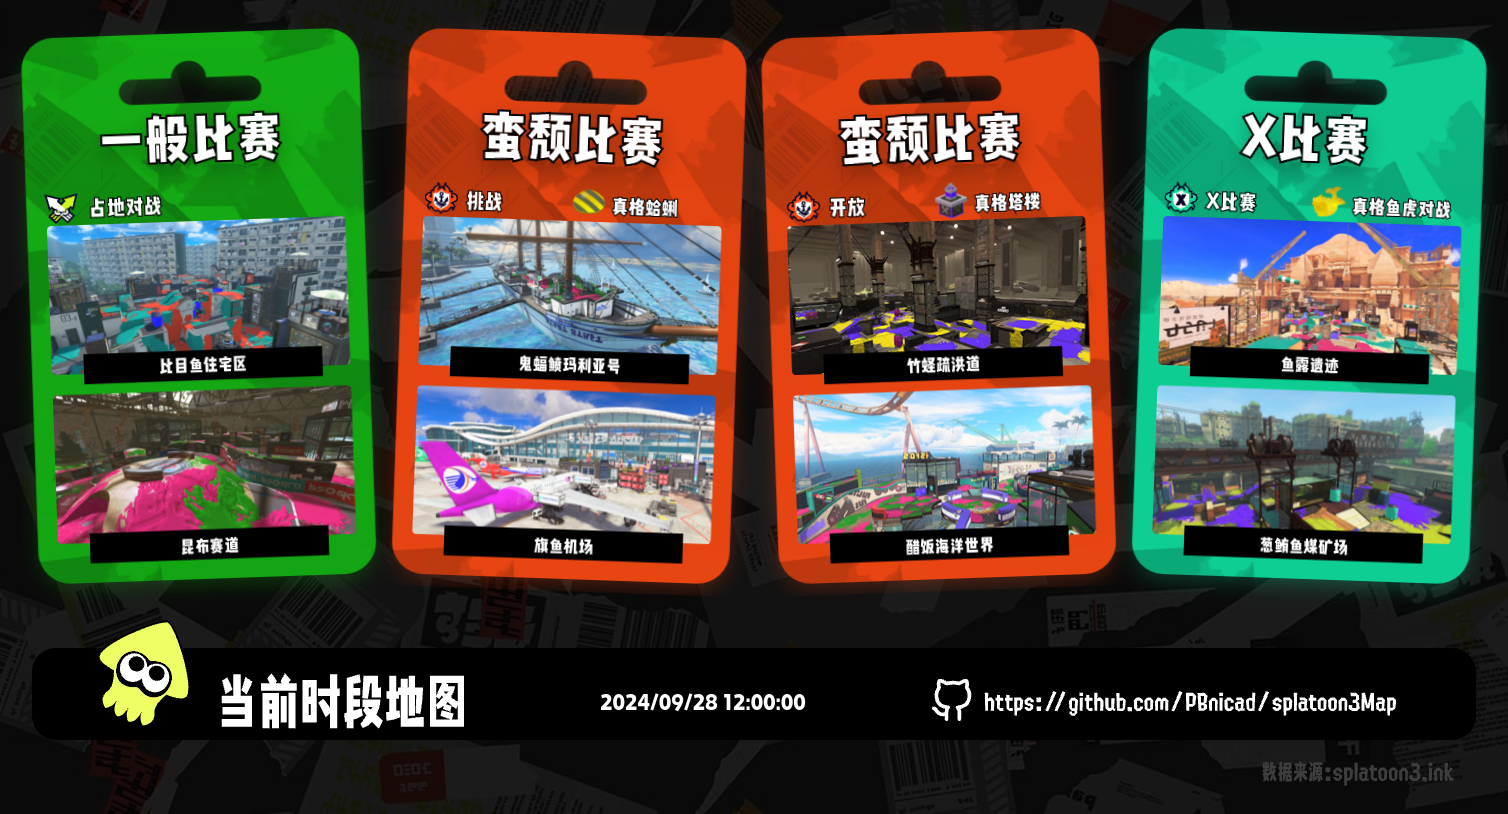 一般比赛
占地对战
比目鱼住宅区
昆布赛道
蛮颓比赛
挑战
真格蛤蜊
鬼蝠鲼玛利亚号
旗鱼机场
蛮颓比赛
开放
真格塔楼
竹蛏疏洪道
醋饭海洋世界
X比赛
X比赛
真格鱼虎对战
鱼露遗迹
葱鲔鱼煤矿场
当前时段地图
2024/09/28 12:00:00
https://github.com/PBnicad/splatoon3Map
数据来源:splatoon3.ink